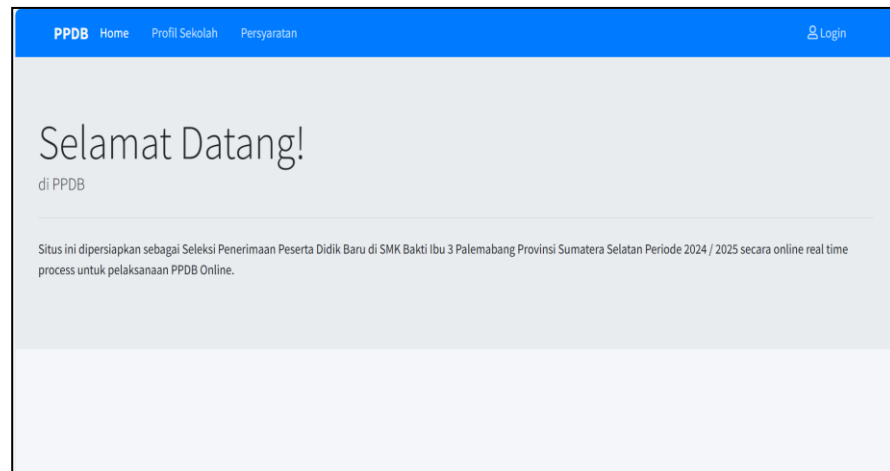 PPDB Home Profil Sekolah Persyaratan Login
Selamat Datang!
di PPDB
Situs ini dipersiapkan sebagai Seleksi Penerimaan Peserta Didik Baru di SMK Bakti Ibu 3 Palemabang Provinsi Sumatera Selatan Periode 2024 / 2025 secara online real time
process untuk pelaksanaan PPDB Online.